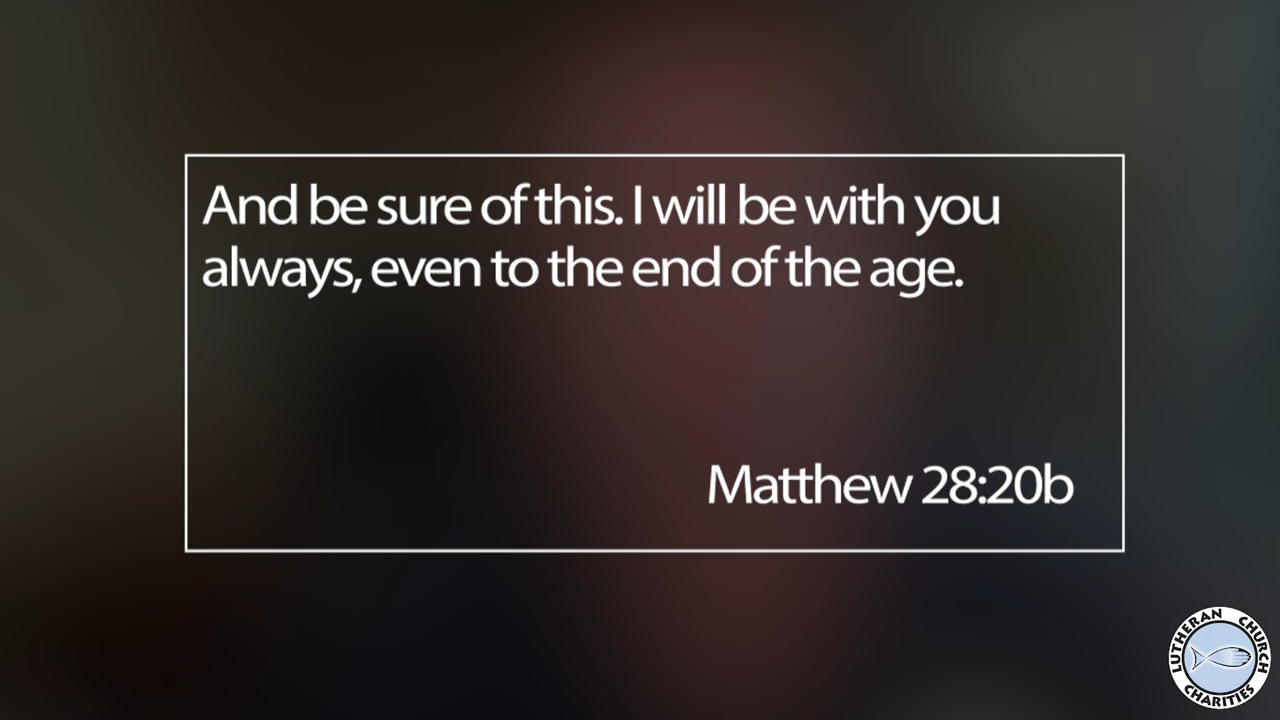 And be sure of this. I will be with you
always, even to the end of the age.
Matthew 28:20b
LUTHERAN CHURCH
CHARITIES